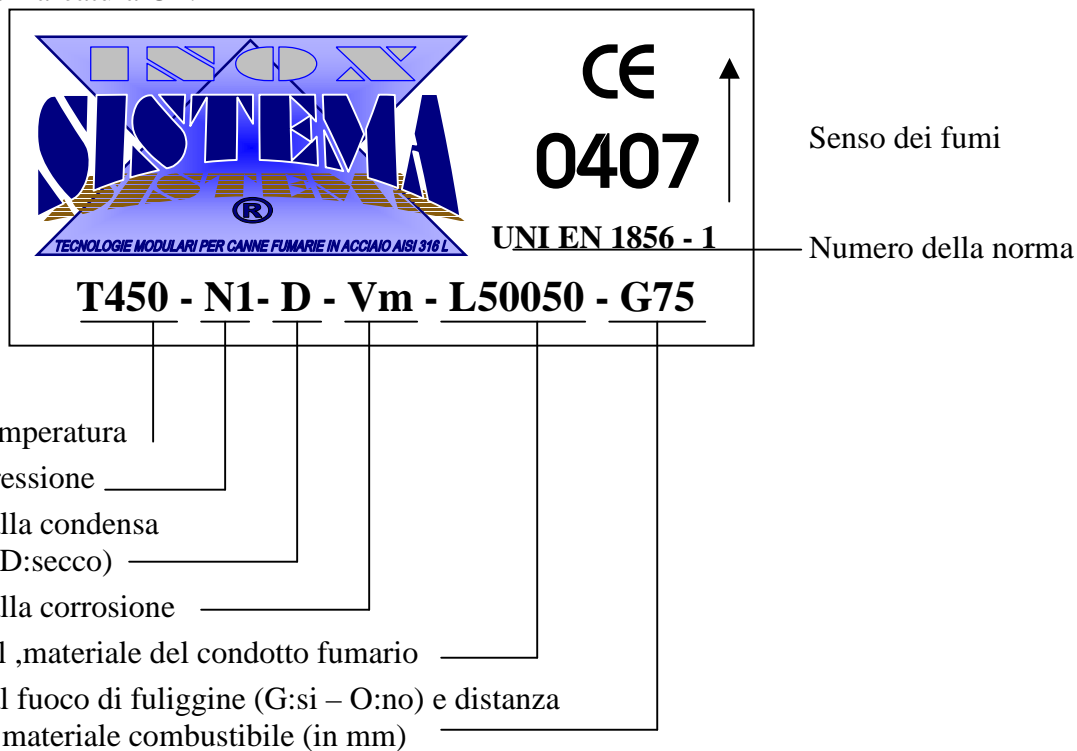 INOX
SISTEMA
SISTEMA
®
TECNOLOGIE MODULARI PER CANNE FUMARIE IN ACCIAIO AISI 316 L
CE
0407
Senso dei fumi
UNI EN 1856 - 1
Numero della norma
T450 - N1- D - Vm - L50050 - G75
mperatura
ressione
lla condensa
D:secco)
lla corrosione
l ,materiale del condotto fumario
l fuoco di fuliggine (G:si – O:no) e distanza
materiale combustibile (in mm)